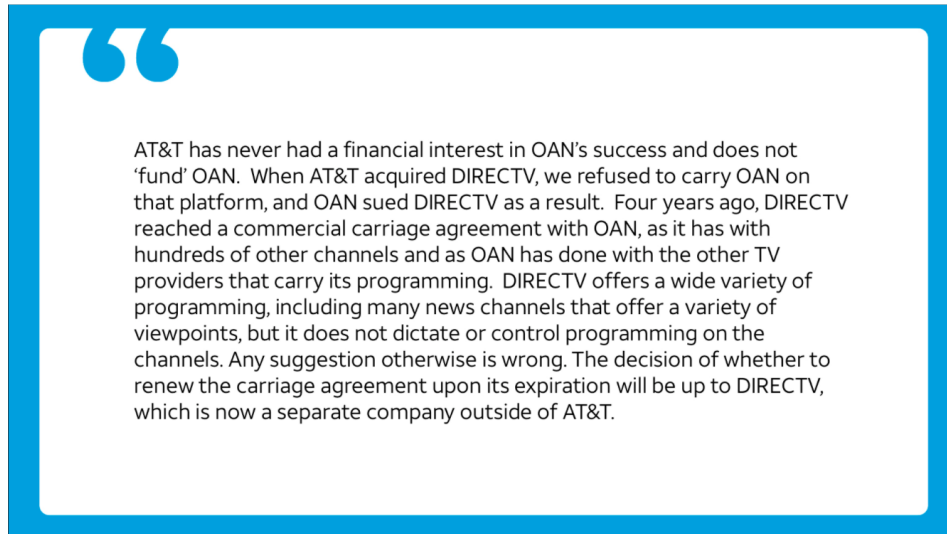 AT&T has never had a financial interest in OAN's success and does not
'fund' OAN.  When AT&T acquired DIRECTV, we refused to carry OAN on
that platform, and OAN sued DIRECTV as a result.  Four years ago, DIRECTV
reached a commercial carriage agreement with OAN, as it has with
hundreds of other channels and as OAN has done with the other TV
providers that carry its programming.  DIRECTV offers a wide variety of
programming, including many news channels that offer a variety of
viewpoints, but it does not dictate or control programming on the
channels. Any suggestion otherwise is wrong. The decision of whether to
renew the carriage agreement upon its expiration will be up to DIRECTV,
which is now a separate company outside of AT&T.